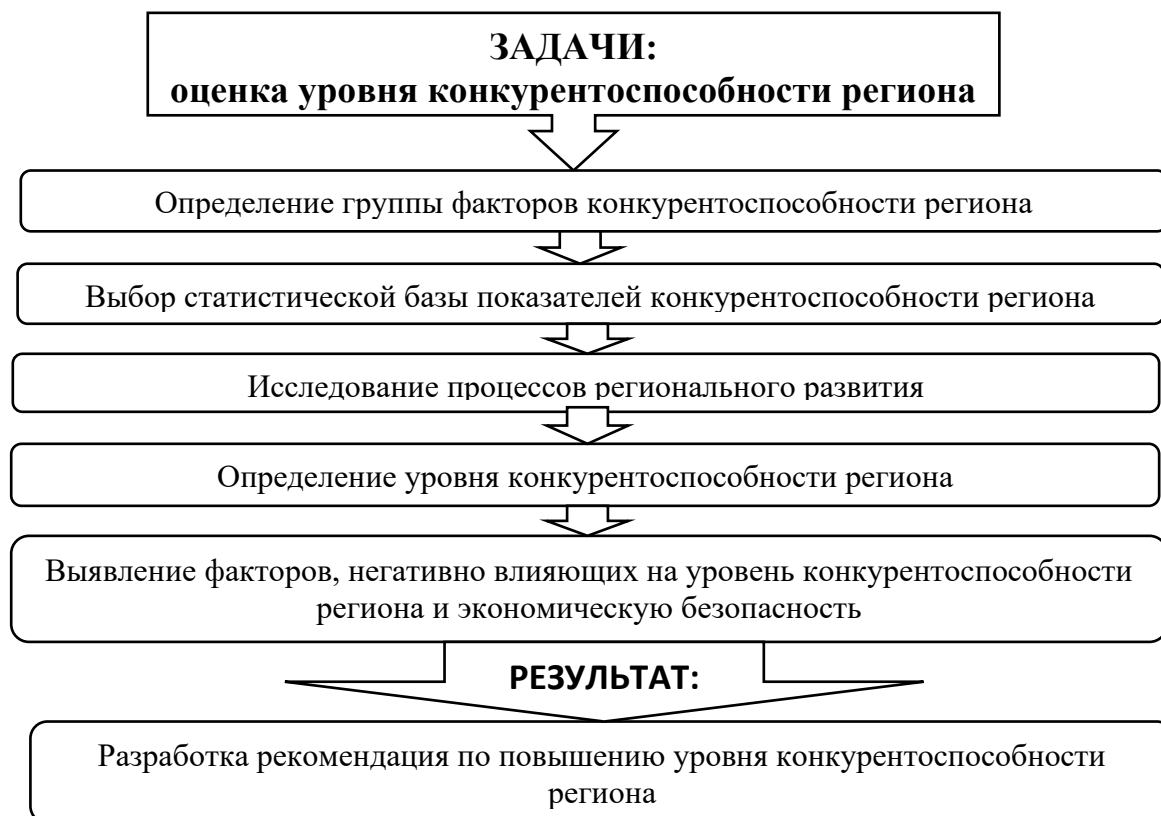 ЗАДАЧИ:
оценка уровня конкурентоспособности региона
Определение группы факторов конкурентоспособности региона
Выбор статистической базы показателей конкурентоспособности региона
Исследование процессов регионального развития
Определение уровня конкурентоспособности региона
Выявление факторов, негативно влияющих на уровень конкурентоспособности
региона и экономическую безопасность
РЕЗУЛЬТАТ:
Разработка рекомендация по повышению уровня конкурентоспособности
региона